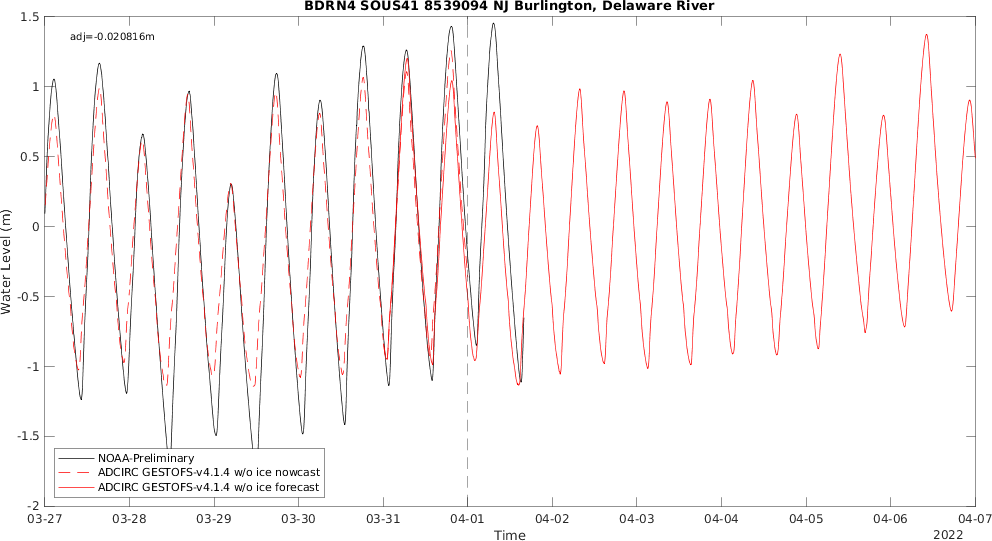 BDRN4 SOUS41 8539094 NJ Burlington, Delaware River
adj=-0.020816m
1.5
1
0.5
0
-0.5
-1
-1.5
-2
Water Level (m)
NOAA-Preliminary
ADCIRC GESTOFS-v4.1.4 w/o ice nowcast
ADCIRC GESTOFS-v4.1.4 w/o ice forecast
03-27 03-28 03-29 03-30 03-31 04-01 04-02 04-03 04-04 04-05 04-06 04-07
Time
2022